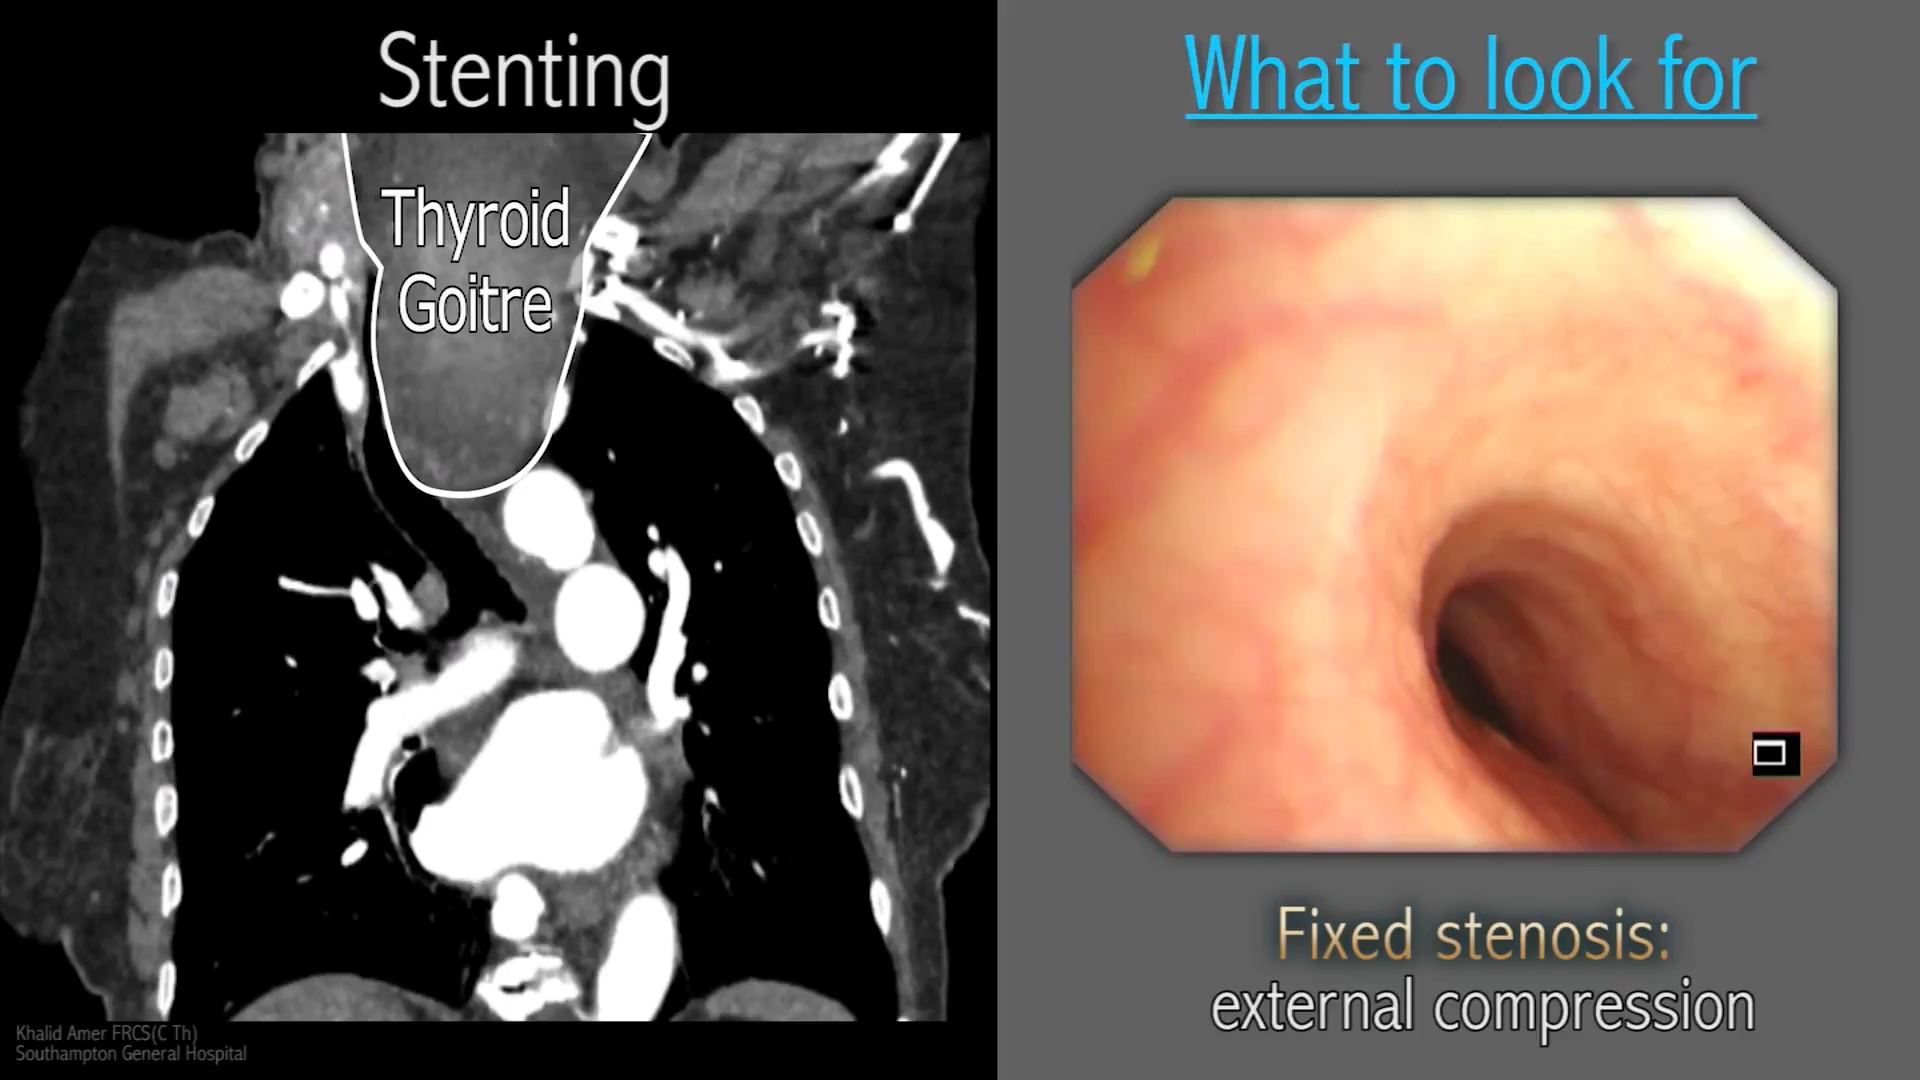 Stenting
Thyroid
Goitre
Khalid Amer FRCS(C Th)
Southampton General Hospital
What to look for
Fixed stenosis:
external compression